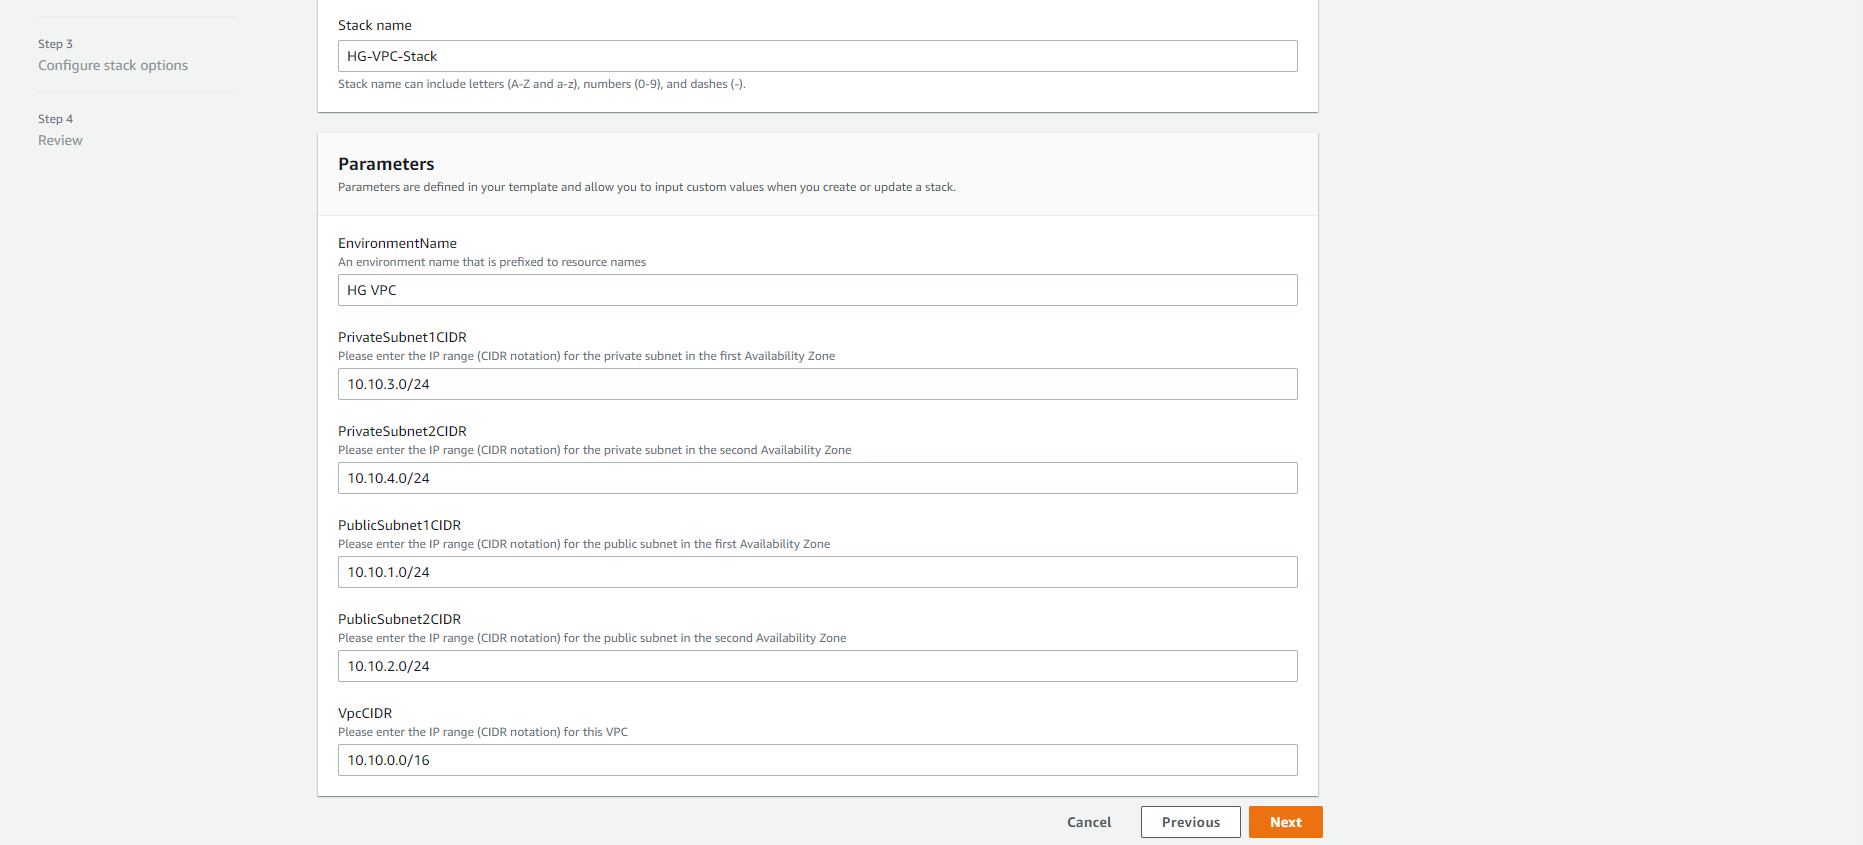 Step 3
Configure stack options
Step 4
Review
Stack name
HG-VPC-Stack
Stack name can include letters (A-Z and a-z), numbers (0-9), and dashes (-).
Parameters
Parameters are defined in your template and allow you to input custom values when you create or update a stack.
EnvironmentName
An environment name that is prefixed to resource names
HG VPC
PrivateSubnet1CIDR
Please enter the IP range (CIDR notation) for the private subnet in the first Availability Zone
10.10.3.0/24
PrivateSubnet2CIDR
Please enter the IP range (CIDR notation) for the private subnet in the second Availability Zone
10.10.4.0/24
PublicSubnet1CIDR
Please enter the IP range (CIDR notation) for the public subnet in the first Availability Zone
10.10.1.0/24
PublicSubnet2CIDR
Please enter the IP range (CIDR notation) for the public subnet in the second Availability Zone
10.10.2.0/24
VpcCIDR
Please enter the IP range (CIDR notation) for this VPC
10.10.0.0/16
Cancel
Previous
Next